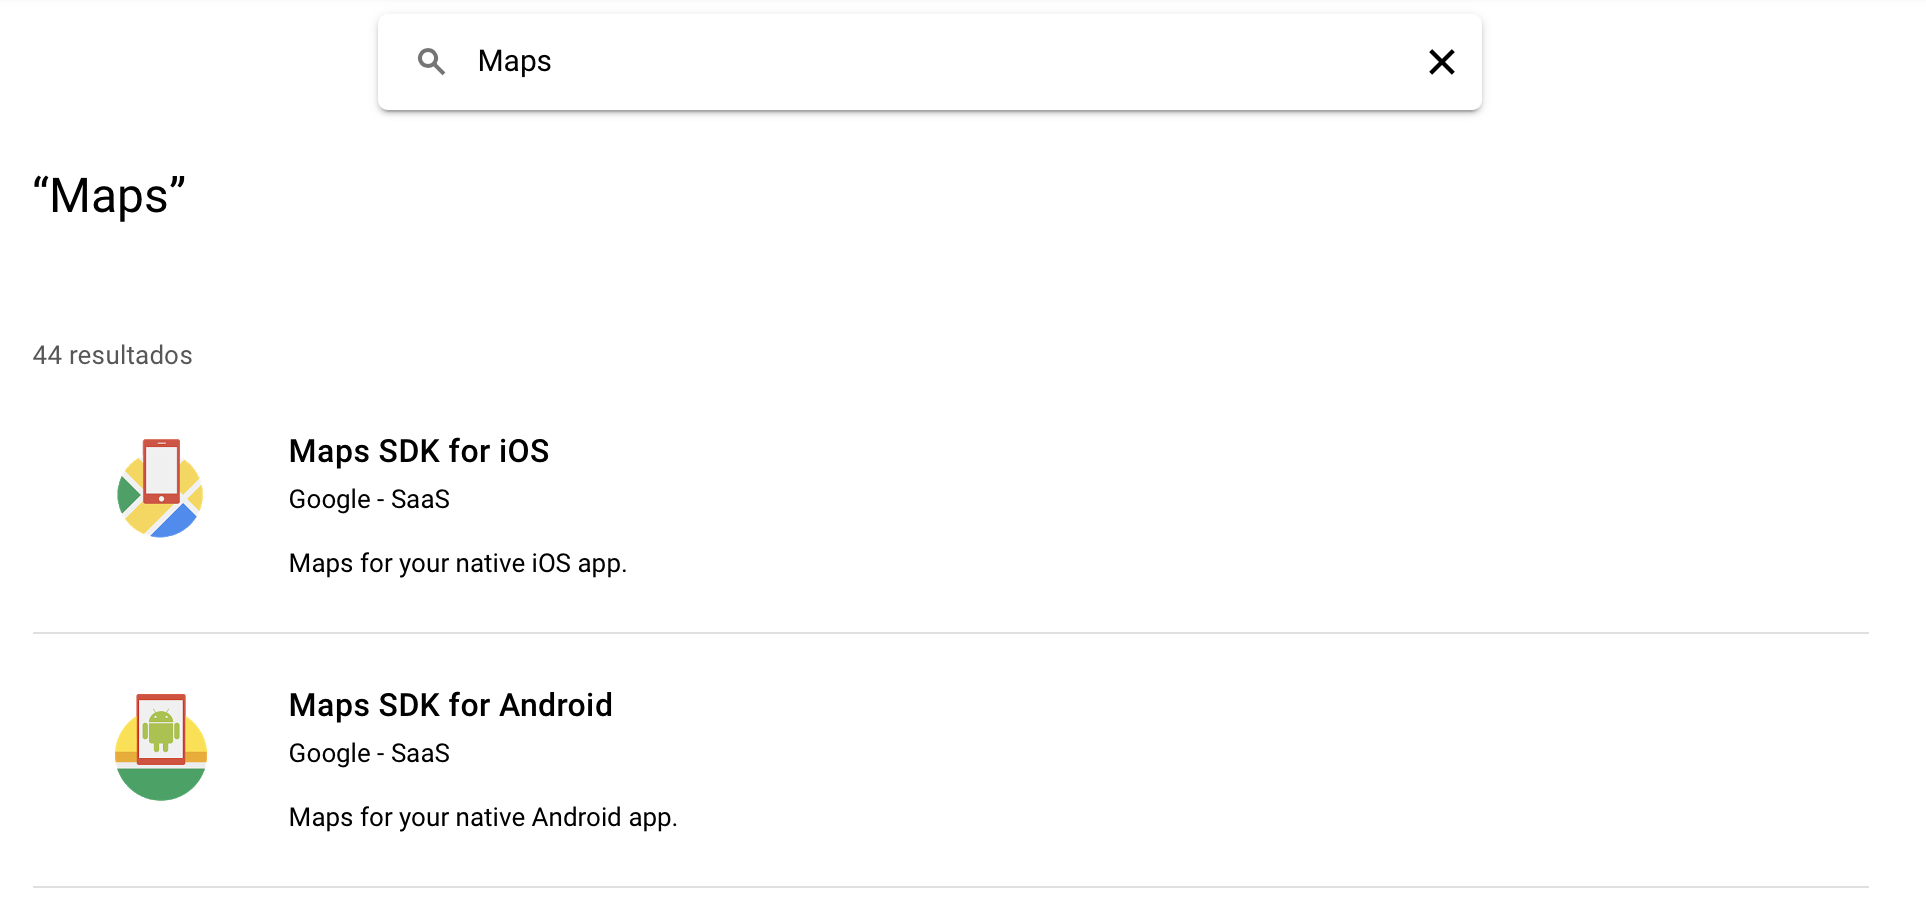 Maps
“Maps”
44 resultados
Maps SDK for iOS
Google - SaaS
Maps for your native iOS app.
Maps SDK for Android
Google - SaaS
Maps for your native Android app.